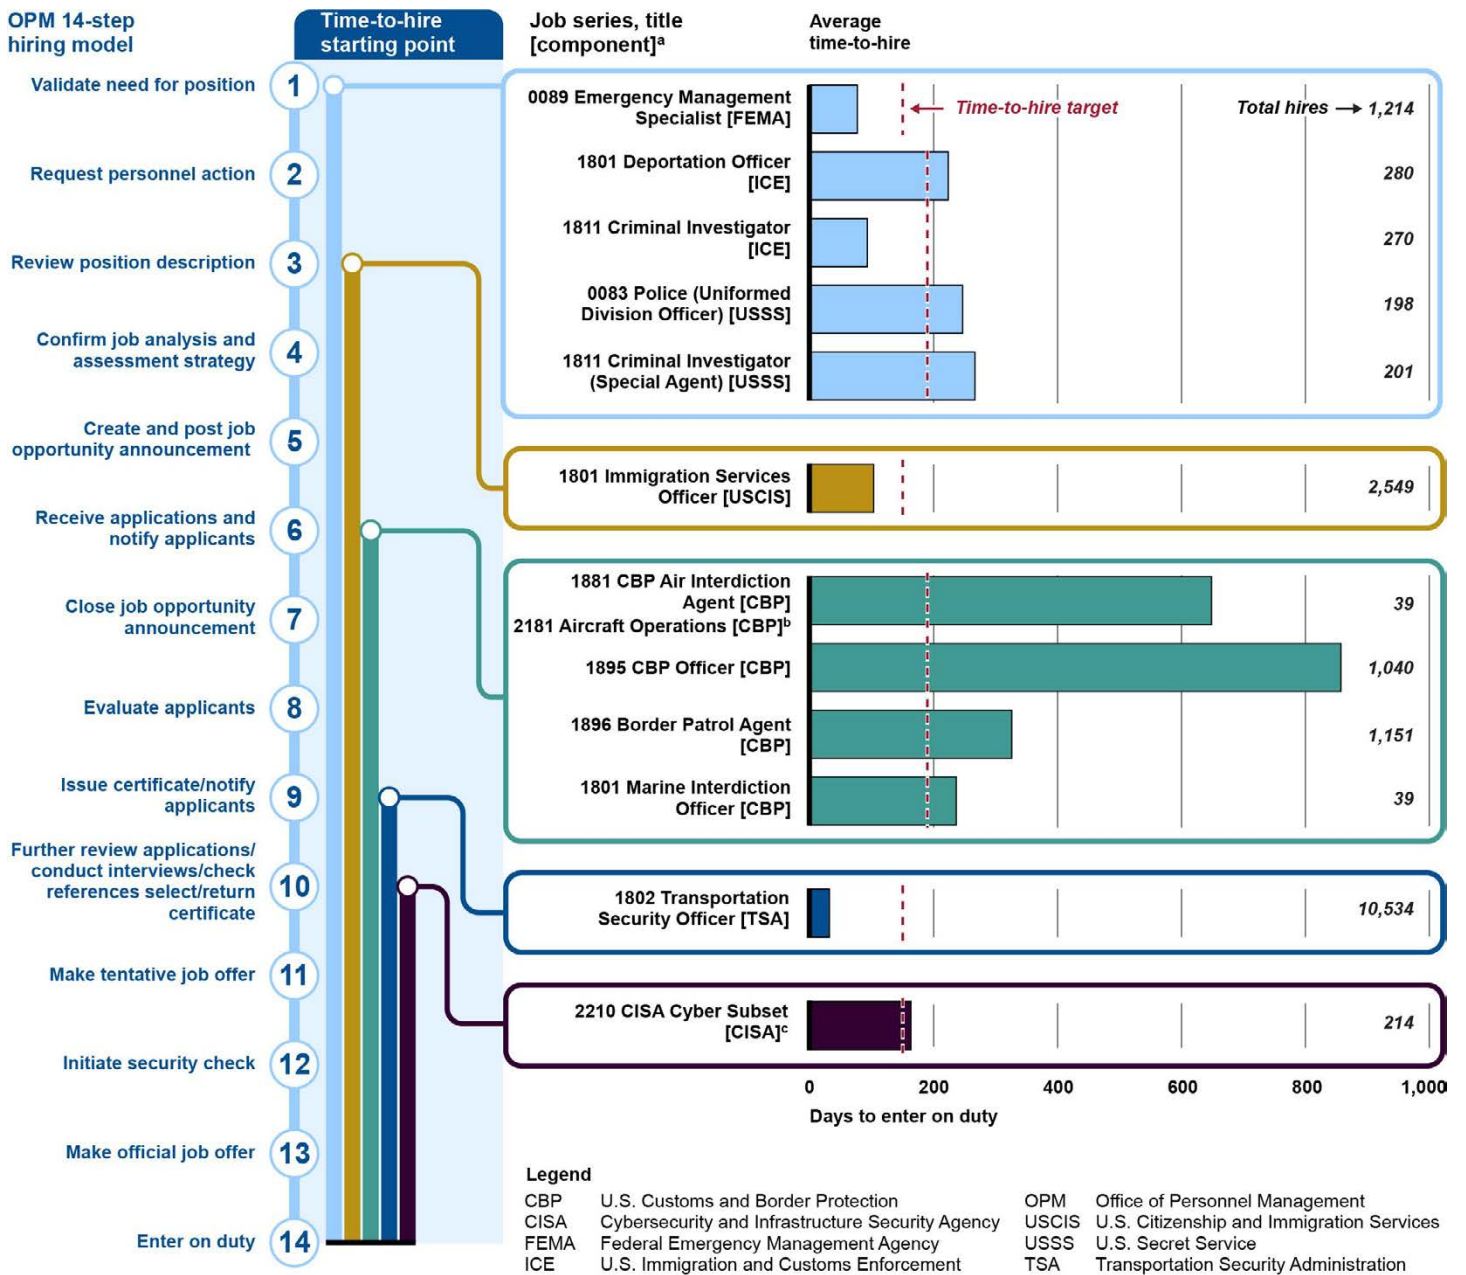 OPM 14-step
hiring model
Time-to-hire
starting point
Job series, title
[component]ᵃ
Average
time-to-hire
Validate need for position
1
Request personnel action
2
Review position description
3
Confirm job analysis and
assessment strategy
4
Create and post job
opportunity announcement
5
Receive applications and
notify applicants
6
Close job opportunity
announcement
7
Evaluate applicants
8
Issue certificate/notify
applicants
9
Further review applications/
conduct interviews/check
references select/return
certificate
10
Make tentative job offer
11
Initiate security check
12
Make official job offer
13
Enter on duty
14
0089 Emergency Management
Specialist [FEMA]
Time-to-hire target
Total hires
1,214
1801 Deportation Officer
[ICE]
280
1811 Criminal Investigator
[ICE]
270
0083 Police (Uniformed
Division Officer) [USSS]
198
1811 Criminal Investigator
(Special Agent) [USSS]
201
1801 Immigration Services
Officer [USCIS]
2,549
1881 CBP Air Interdiction
Agent [CBP]
2181 Aircraft Operations [CBP]ᵇ
39
1895 CBP Officer [CBP]
1,040
1896 Border Patrol Agent
[CBP]
1,151
1801 Marine Interdiction
Officer [CBP]
39
1802 Transportation
Security Officer [TSA]
10,534
2210 CISA Cyber Subset
[CISA]ᶜ
214
0 200 400 600 800 1,000
Days to enter on duty
Legend
CBP U.S. Customs and Border Protection
CISA Cybersecurity and Infrastructure Security Agency
FEMA Federal Emergency Management Agency
ICE U.S. Immigration and Customs Enforcement
OPM Office of Personnel Management
USCIS U.S. Citizenship and Immigration Services
USSS U.S. Secret Service
TSA Transportation Security Administration